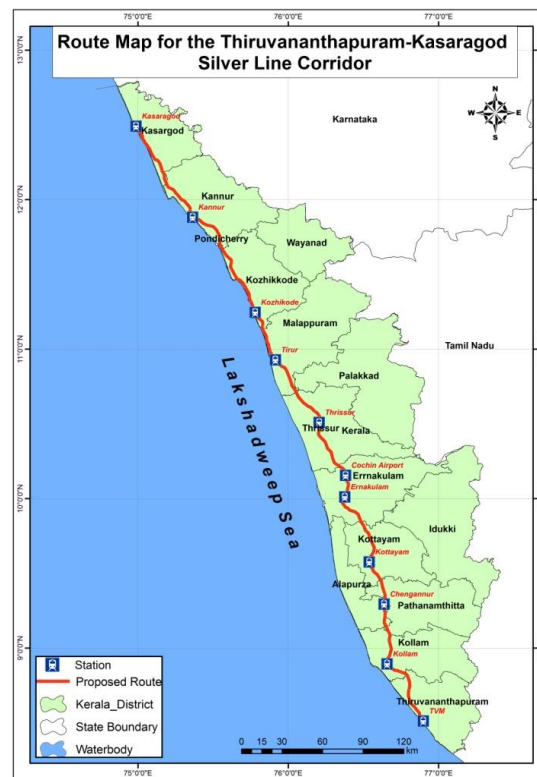 75°0'0"E
76°0'0"E
77°0'0"E
Route Map for the Thiruvananthapuram-Kasaragod
Silver Line Corridor
13°0'0"N
N
W
E
S
Kasaragod
Kasargod
Karnataka
12°0'0"N
Kannur
Kannur
Pondicherry
Wayanad
Kozhikkode
Kozhikode
Malappuram
11°0'0"N
Tamil Nadu
Tirur
Palakkad
Lakshadweep Sea
Thrissur
Thrissur
Kerala
Cochin Airport
Errnakulam
Ernakulam
10°0'0"N
Idukki
Kottayam
Kottayam
Alapurza
Chengannur
Pathanamthitta
Kollam
Kollam
9°0'0"N
Thiruvananthapuram
TVM
Station
Proposed Route
Kerala_District
State Boundary
Waterbody
0 15 30 60 90 120
km
75°0'0"E
76°0'0"E
77°0'0"E